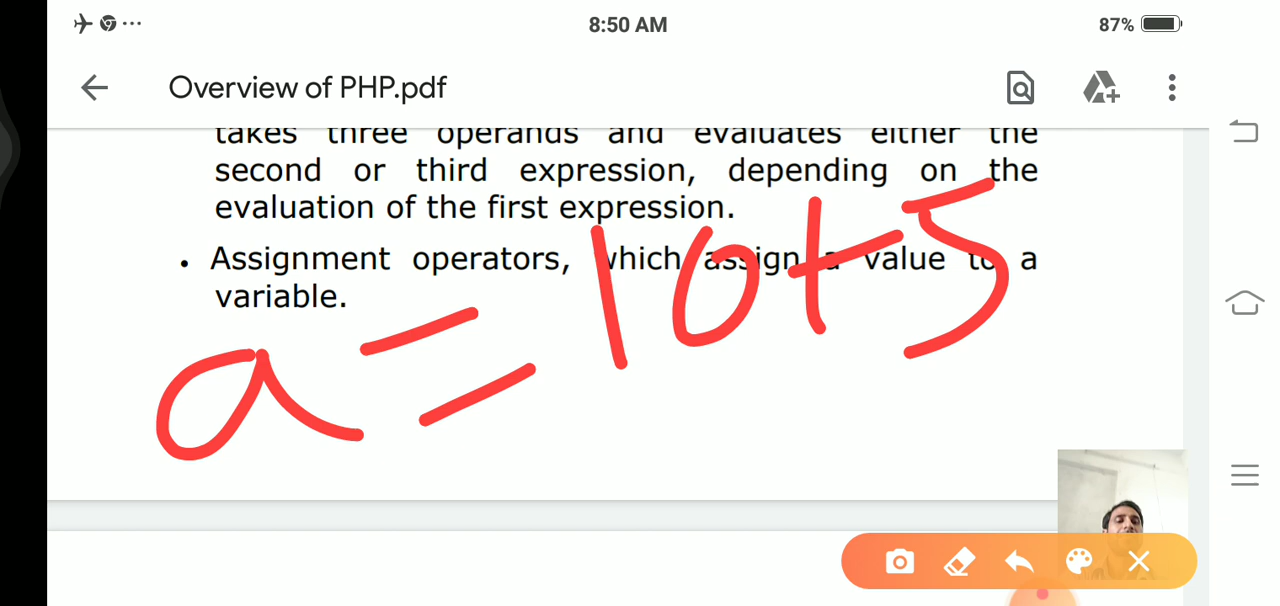 8:50 AM
87%
Overview of PHP.pdf
takes three operands and evaluates either the
second or third expression, depending on the
evaluation of the first expression.
• Assignment operators, which assign a value to a
variable.
a=10+5